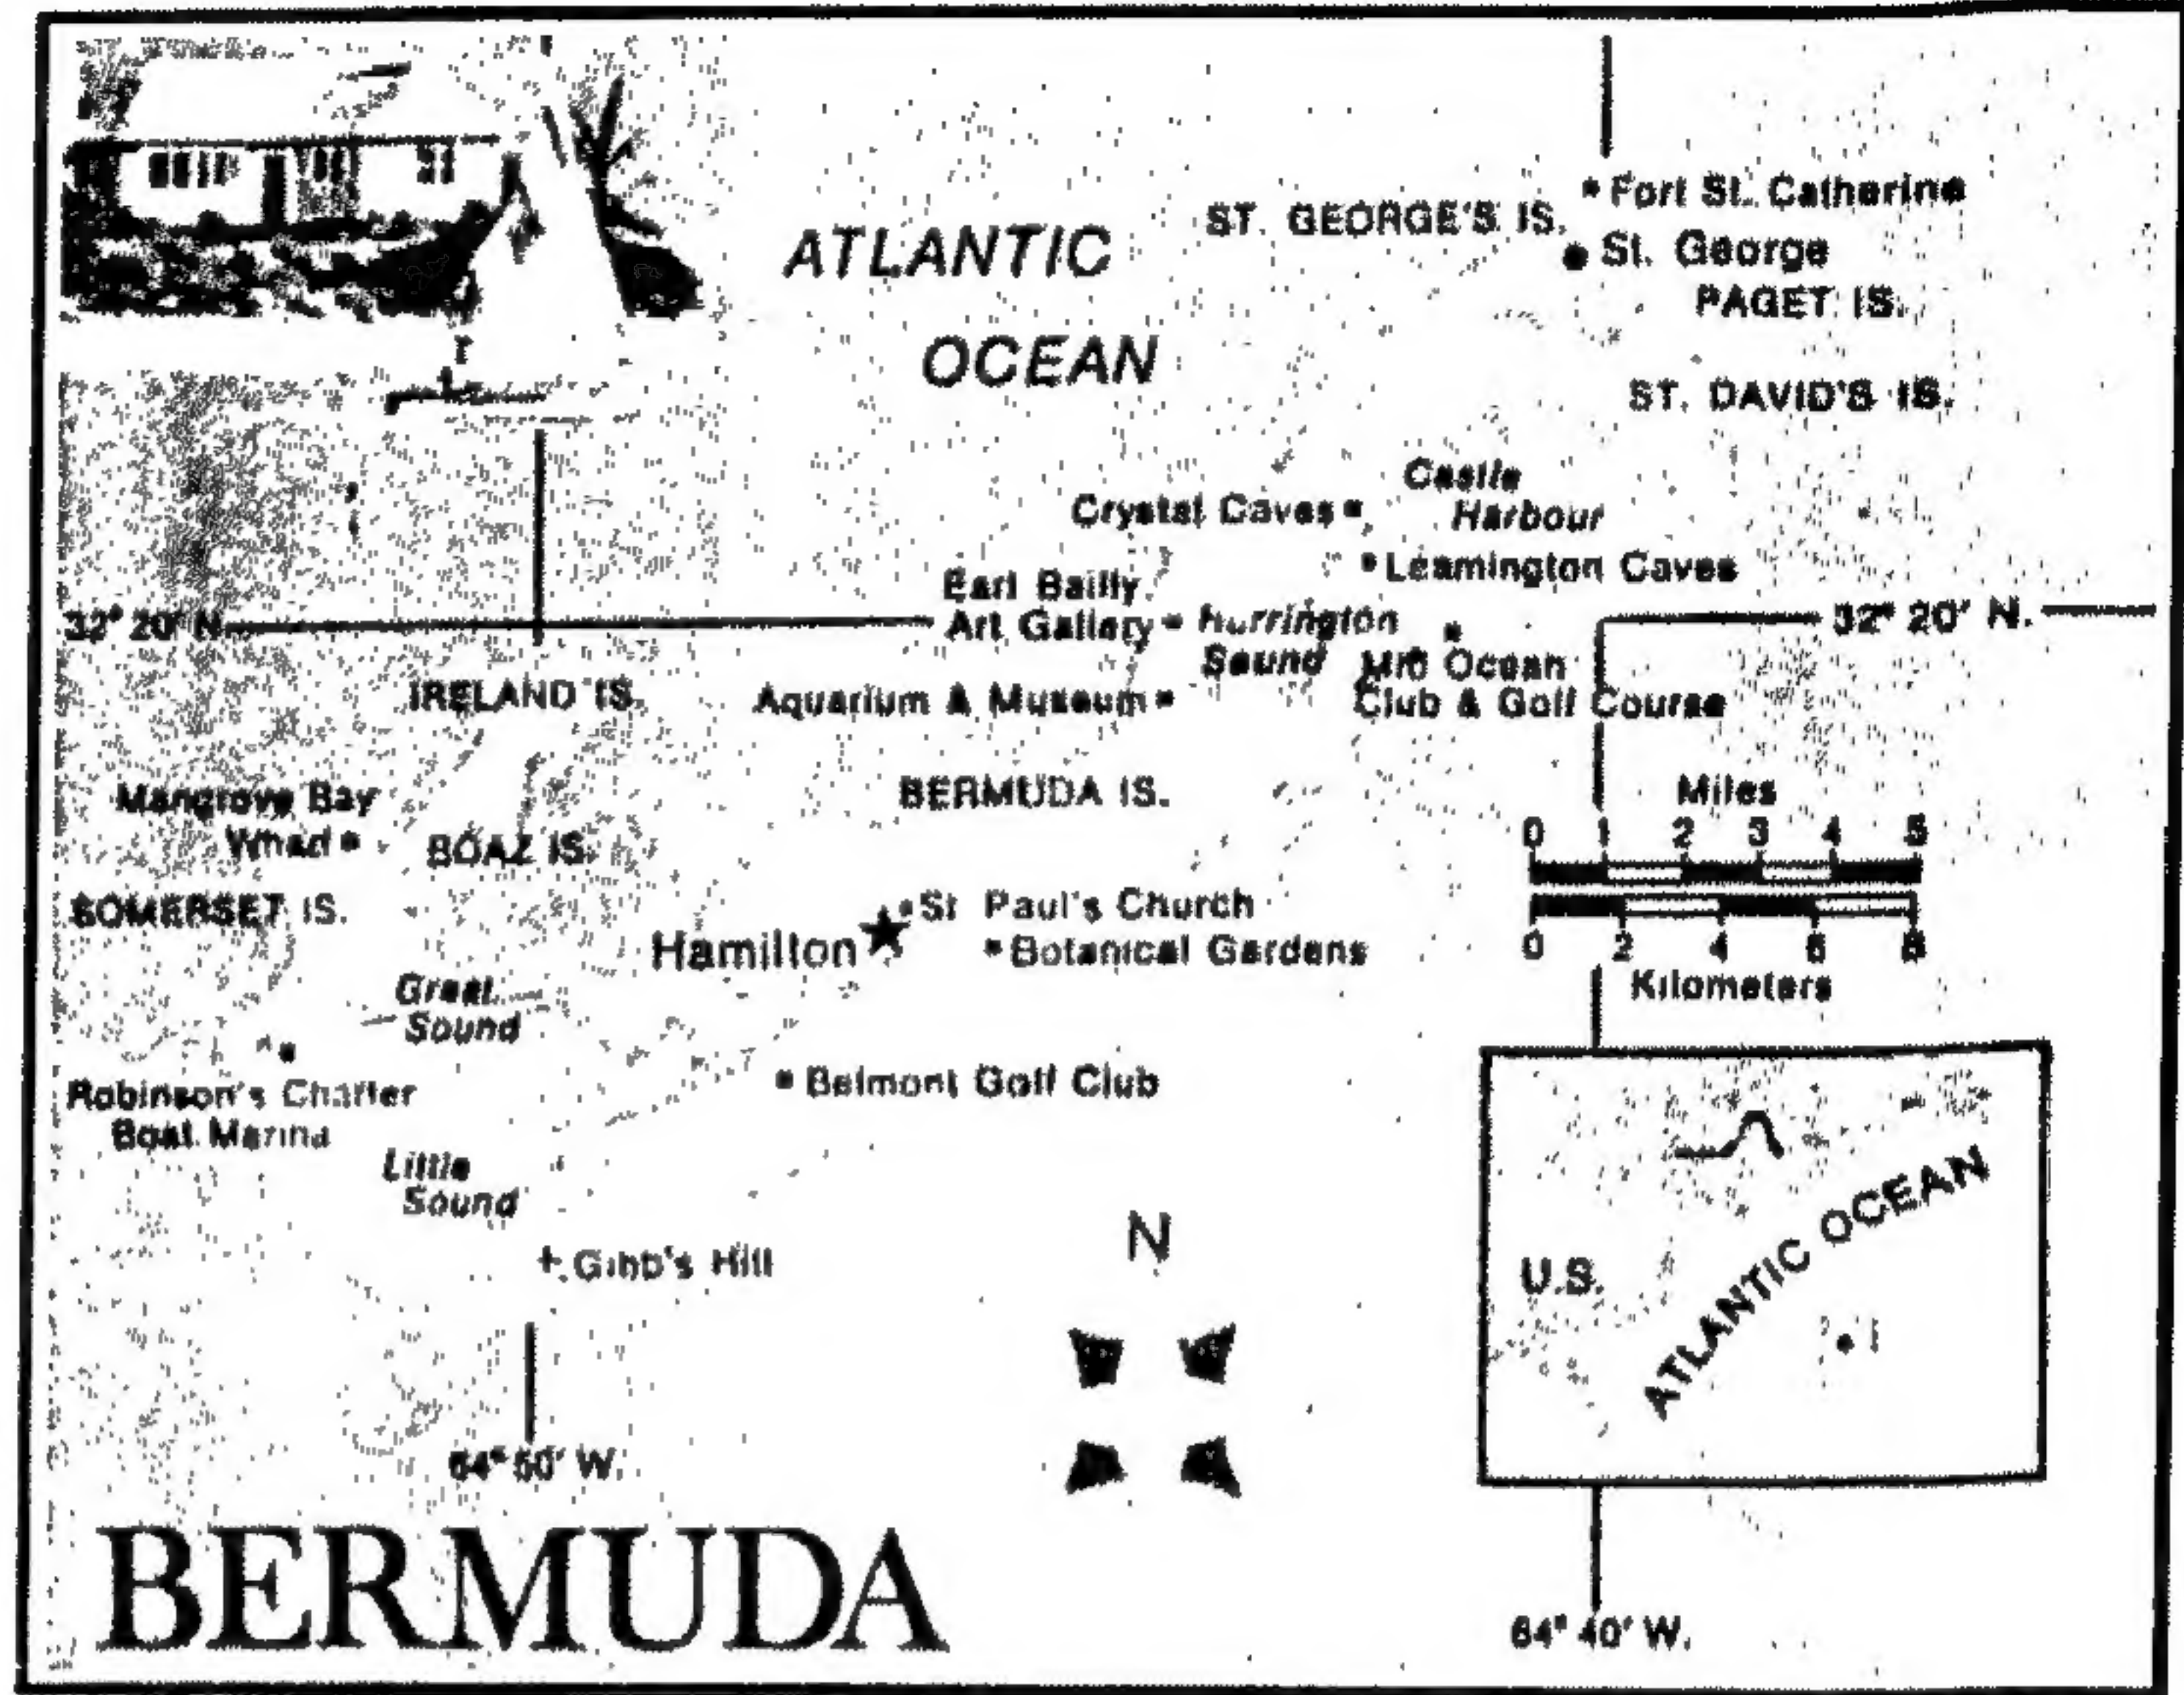 ATLANTIC
OCEAN
ST. GEORGE'S IS.
Fort St. Catherine
St. George
PAGET IS.
ST. DAVID'S IS.
Castle
Harbour
Crystal Caves
Leamington Caves
Earl Bailly
Art Gallery
Harrington
Sound
32° 20' N
32° 20' N.
Mid Ocean
Club & Golf Course
IRELAND IS.
Aquarium & Museum
Mangrove Bay
Wharf
BOAZ IS.
BERMUDA IS.
SOMERSET IS.
St Paul's Church
Hamilton
Botanical Gardens
Miles
0 1 2 3 4 5
0 2 4 6 8
Kilometers
Great
Sound
Robinson's Charter
Boat Marina
Belmont Golf Club
Little
Sound
Gibb's Hill
N
U.S.
ATLANTIC OCEAN
64° 50' W.
64° 40' W.
BERMUDA